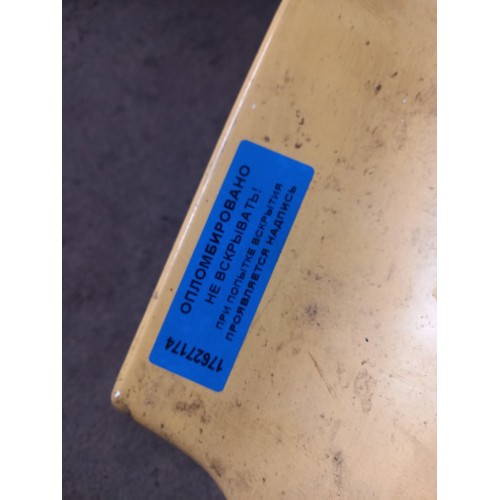 ОПЛОМБИРОВАНО
НЕ ВСКРЫВАТЬ!
ПРИ ПОПЫТКЕ ВСКРЫТИЯ
ПРОЯВЛЯЕТСЯ НАДПИСЬ
17627174